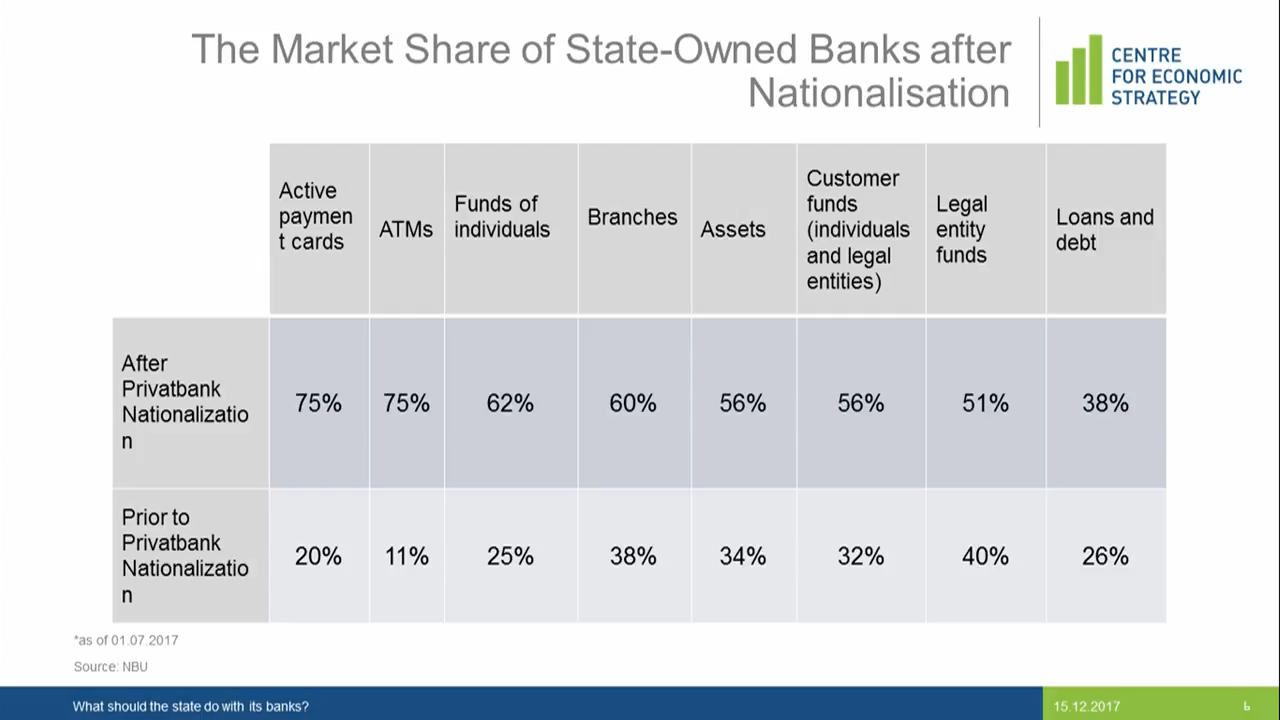 The Market Share of State-Owned Banks after
Nationalisation
CENTRE
FOR ECONOMIC
STRATEGY
Active
paymen
t cards
ATMs
Funds of
individuals
Branches
Assets
Customer
funds
(individuals
and legal
entities)
Legal
entity
funds
Loans and
debt
After
Privatbank
Nationalizatio
n
75%
75%
62%
60%
56%
56%
51%
38%
Prior to
Privatbank
Nationalizatio
n
20%
11%
25%
38%
34%
32%
40%
26%
*as of 01.07.2017
Source: NBU
What should the state do with its banks?
15.12.2017